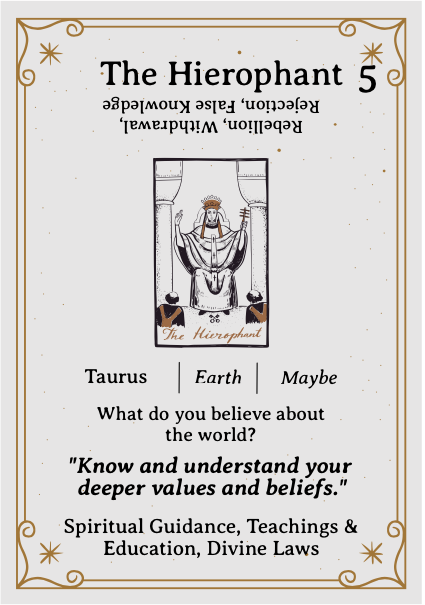 The Hierophant 5
Rebellion, Withdrawal,
Rejection, False Knowledge
The Hierophant
Taurus | Earth | Maybe
What do you believe about
the world?
"Know and understand your
deeper values and beliefs."
Spiritual Guidance, Teachings &
Education, Divine Laws